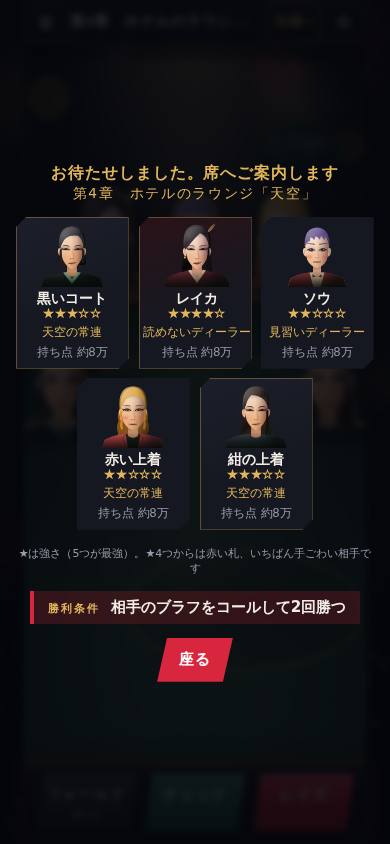 お待たせしました。席へご案内します
第4章　ホテルのラウンジ「天空」
黒いコート
★★★☆☆
天空の常連
持ち点 約8万
レイカ
★★★★☆
読めないディーラー
持ち点 約8万
ソウ
★★☆☆☆
見習いディーラー
持ち点 約8万
赤い上着
★★☆☆☆
天空の常連
持ち点 約8万
紺の上着
★★★☆☆
天空の常連
持ち点 約8万
★は強さ（5つが最強）。★4つからは赤い札、いちばん手ごわい相手で
す
勝利条件　相手のブラフをコールして2回勝つ
座る